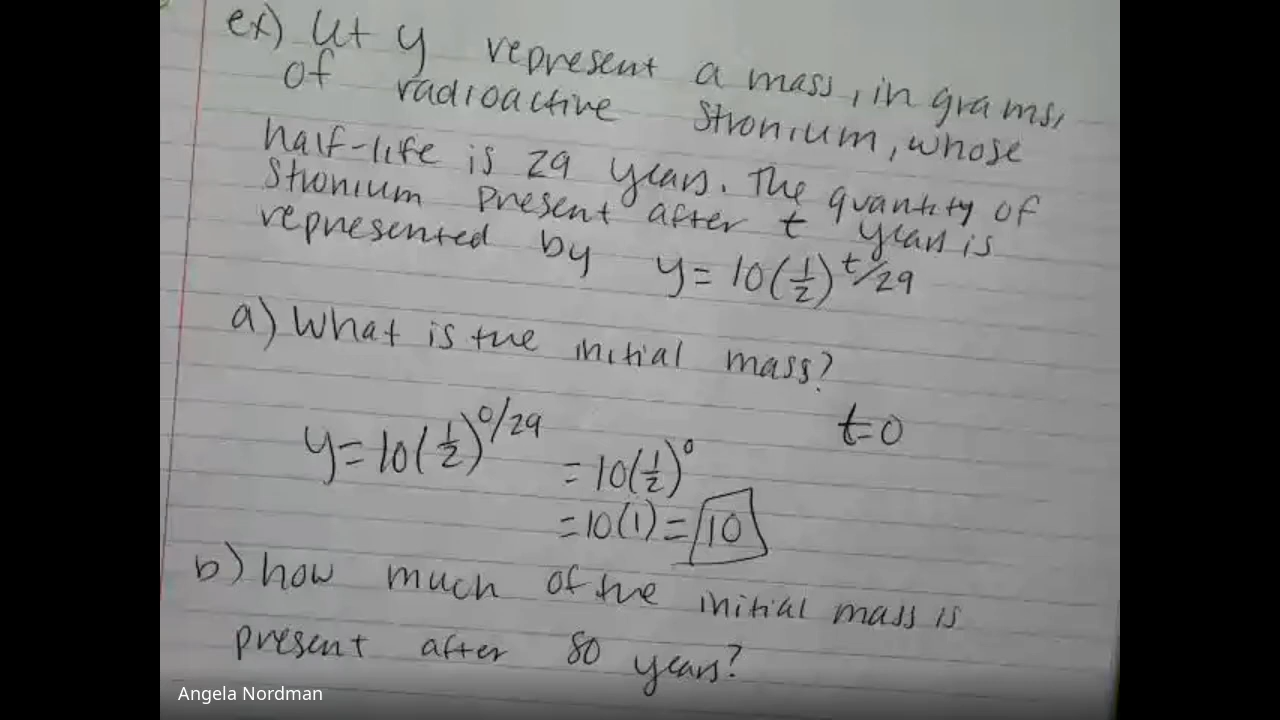 ex) Let y represent a mass, in grams,
of radioactive Stronium, whose
half-life is 29 years. The quantity of
Stronium present after t years is
represented by y = 10(1/2)^t/29
a) What is the initial mass?
t=0
y = 10(1/2)^0/29 = 10(1/2)^0
= 10(1) = 10
b) how much of the initial mass is
present after 80 years?
Angela Nordman